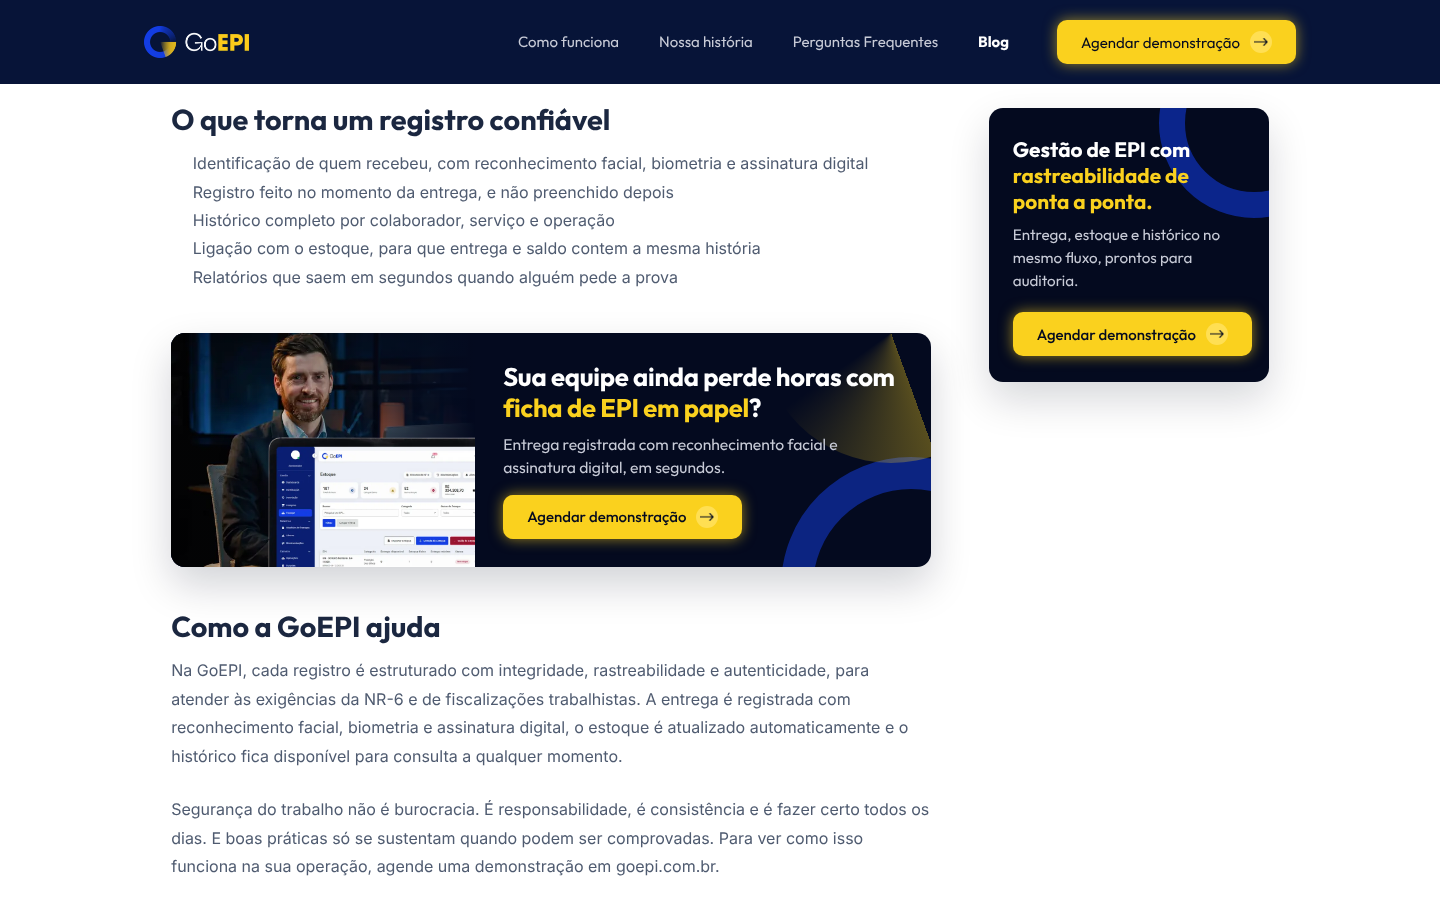 GoEPI
Como funciona
Nossa história
Perguntas Frequentes
Blog
Agendar demonstração
O que torna um registro confiável
Identificação de quem recebeu, com reconhecimento facial, biometria e assinatura digital
Registro feito no momento da entrega, e não preenchido depois
Histórico completo por colaborador, serviço e operação
Ligação com o estoque, para que entrega e saldo contem a mesma história
Relatórios que saem em segundos quando alguém pede a prova
GoEPI
Estoques
Sua equipe ainda perde horas com
ficha de EPI em papel?
Entrega registrada com reconhecimento facial e
assinatura digital, em segundos.
Agendar demonstração
Como a GoEPI ajuda
Na GoEPI, cada registro é estruturado com integridade, rastreabilidade e autenticidade, para
atender às exigências da NR-6 e de fiscalizações trabalhistas. A entrega é registrada com
reconhecimento facial, biometria e assinatura digital, o estoque é atualizado automaticamente e o
histórico fica disponível para consulta a qualquer momento.
Segurança do trabalho não é burocracia. É responsabilidade, é consistência e é fazer certo todos os
dias. E boas práticas só se sustentam quando podem ser comprovadas. Para ver como isso
funciona na sua operação, agende uma demonstração em goepi.com.br.
Gestão de EPI com
rastreabilidade de
ponta a ponta.
Entrega, estoque e histórico no
mesmo fluxo, prontos para
auditoria.
Agendar demonstração